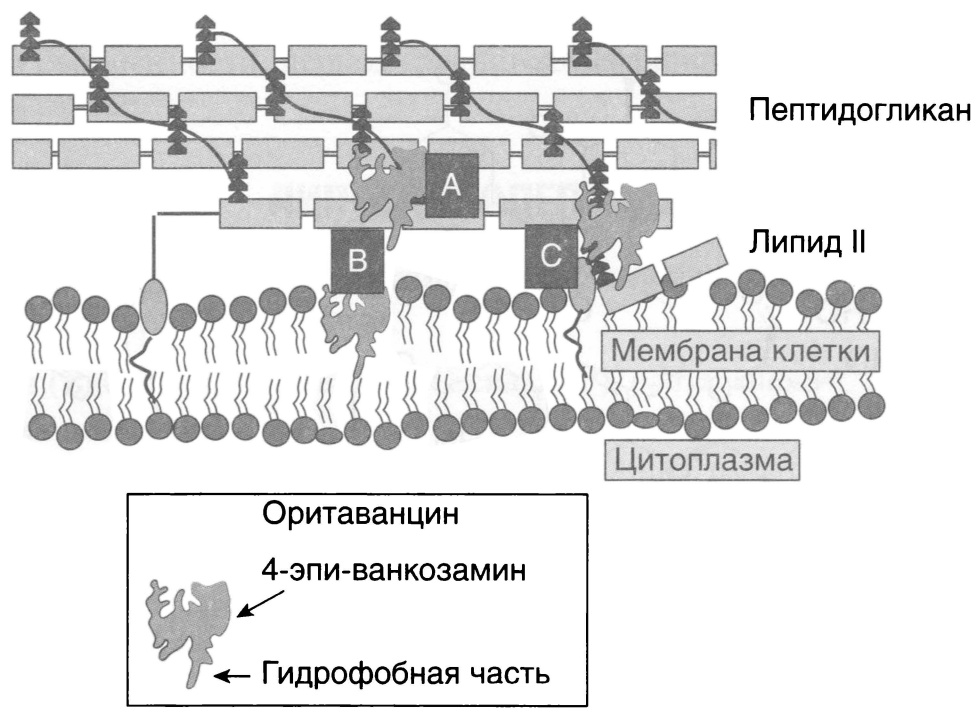 Пептидогликан
A
Липид II
B
C
Мембрана клетки
Цитоплазма
Оритаванцин
4-эпи-ванкозамин
Гидрофобная часть